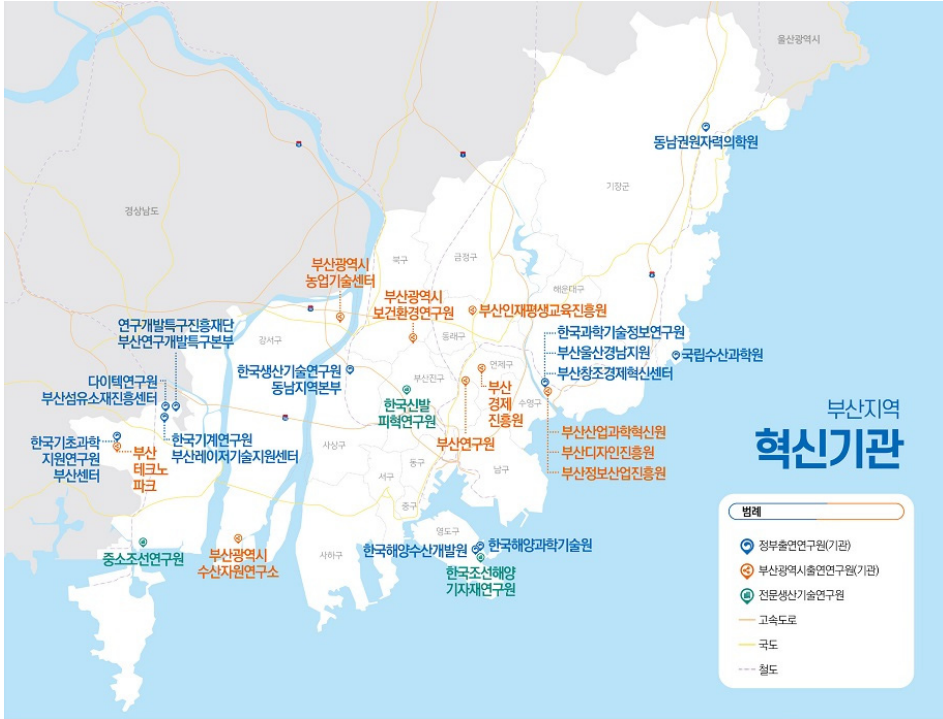 울산광역시
동남권원자력의학원
기장군
경상남도
북구
금정구
부산광역시
농업기술센터
부산광역시
보건환경연구원
해운대구
부산인재평생교육진흥원
연구개발특구진흥재단
부산연구개발특구본부
강서구
동래구
한국과학기술정보연구원
부산울산경남지원
부산창조경제혁신센터
국립수산과학원
한국생산기술연구원
동남지역본부
연제구
부산진구
다이텍연구원
부산섬유소재진흥센터
한국신발
피혁연구원
부산
경제
진흥원
수영구
부산지역
혁신기관
한국기초과학
지원연구원
부산센터
부산
테크노
파크
한국기계연구원
부산레이저기술지원센터
사상구
부산연구원
부산산업과학혁신원
부산디자인진흥원
부산정보산업진흥원
서구
동구
남구
중구
범례
중소조선연구원
부산광역시
수산자원연구소
사하구
영도구
한국해양수산개발원
한국해양과학기술원
한국조선해양
기자재연구원
정부출연연구원(기관)
부산광역시출연연구원(기관)
전문생산기술연구원
고속도로
국도
철도